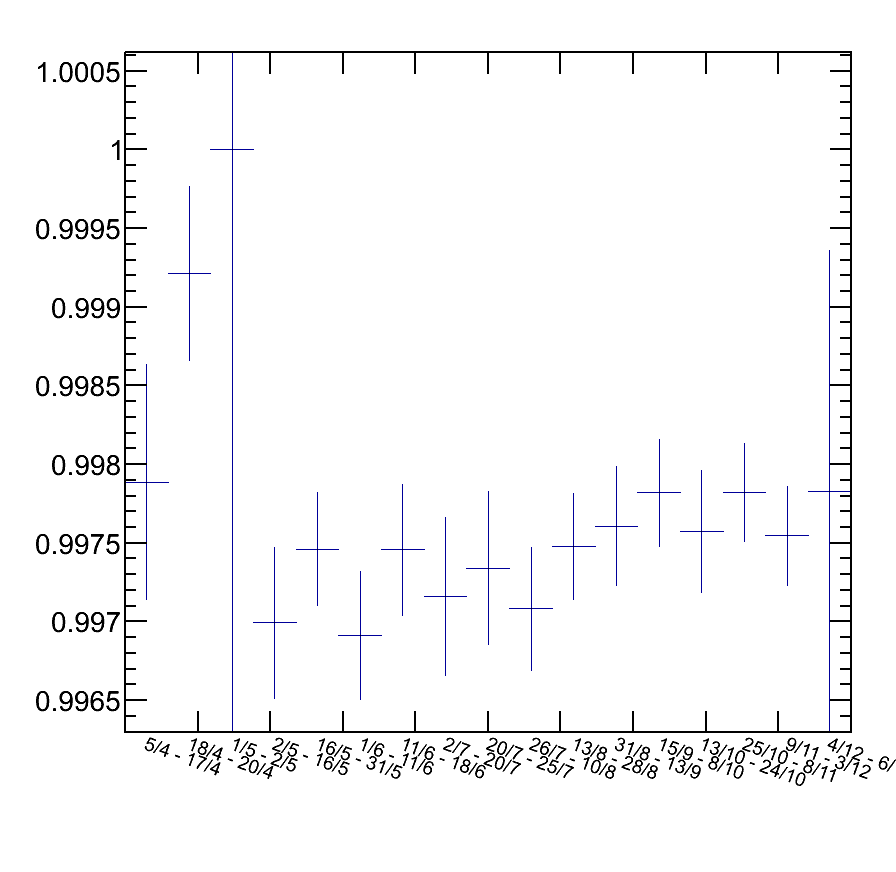 1.0005
1
0.9995
0.999
0.9985
0.998
0.9975
0.997
0.9965
5/4 - 17/4
18/4 - 20/4
1/5 - 2/5
2/5 - 16/5
16/5 - 31/5
1/6 - 11/6
11/6 - 18/6
2/7 - 20/7
20/7 - 25/7
26/7 - 10/8
13/8 - 28/8
31/8 - 13/9
15/9 - 8/10
13/10 - 24/10
25/10 - 8/11
9/11 - 3/12
4/12 - 6/